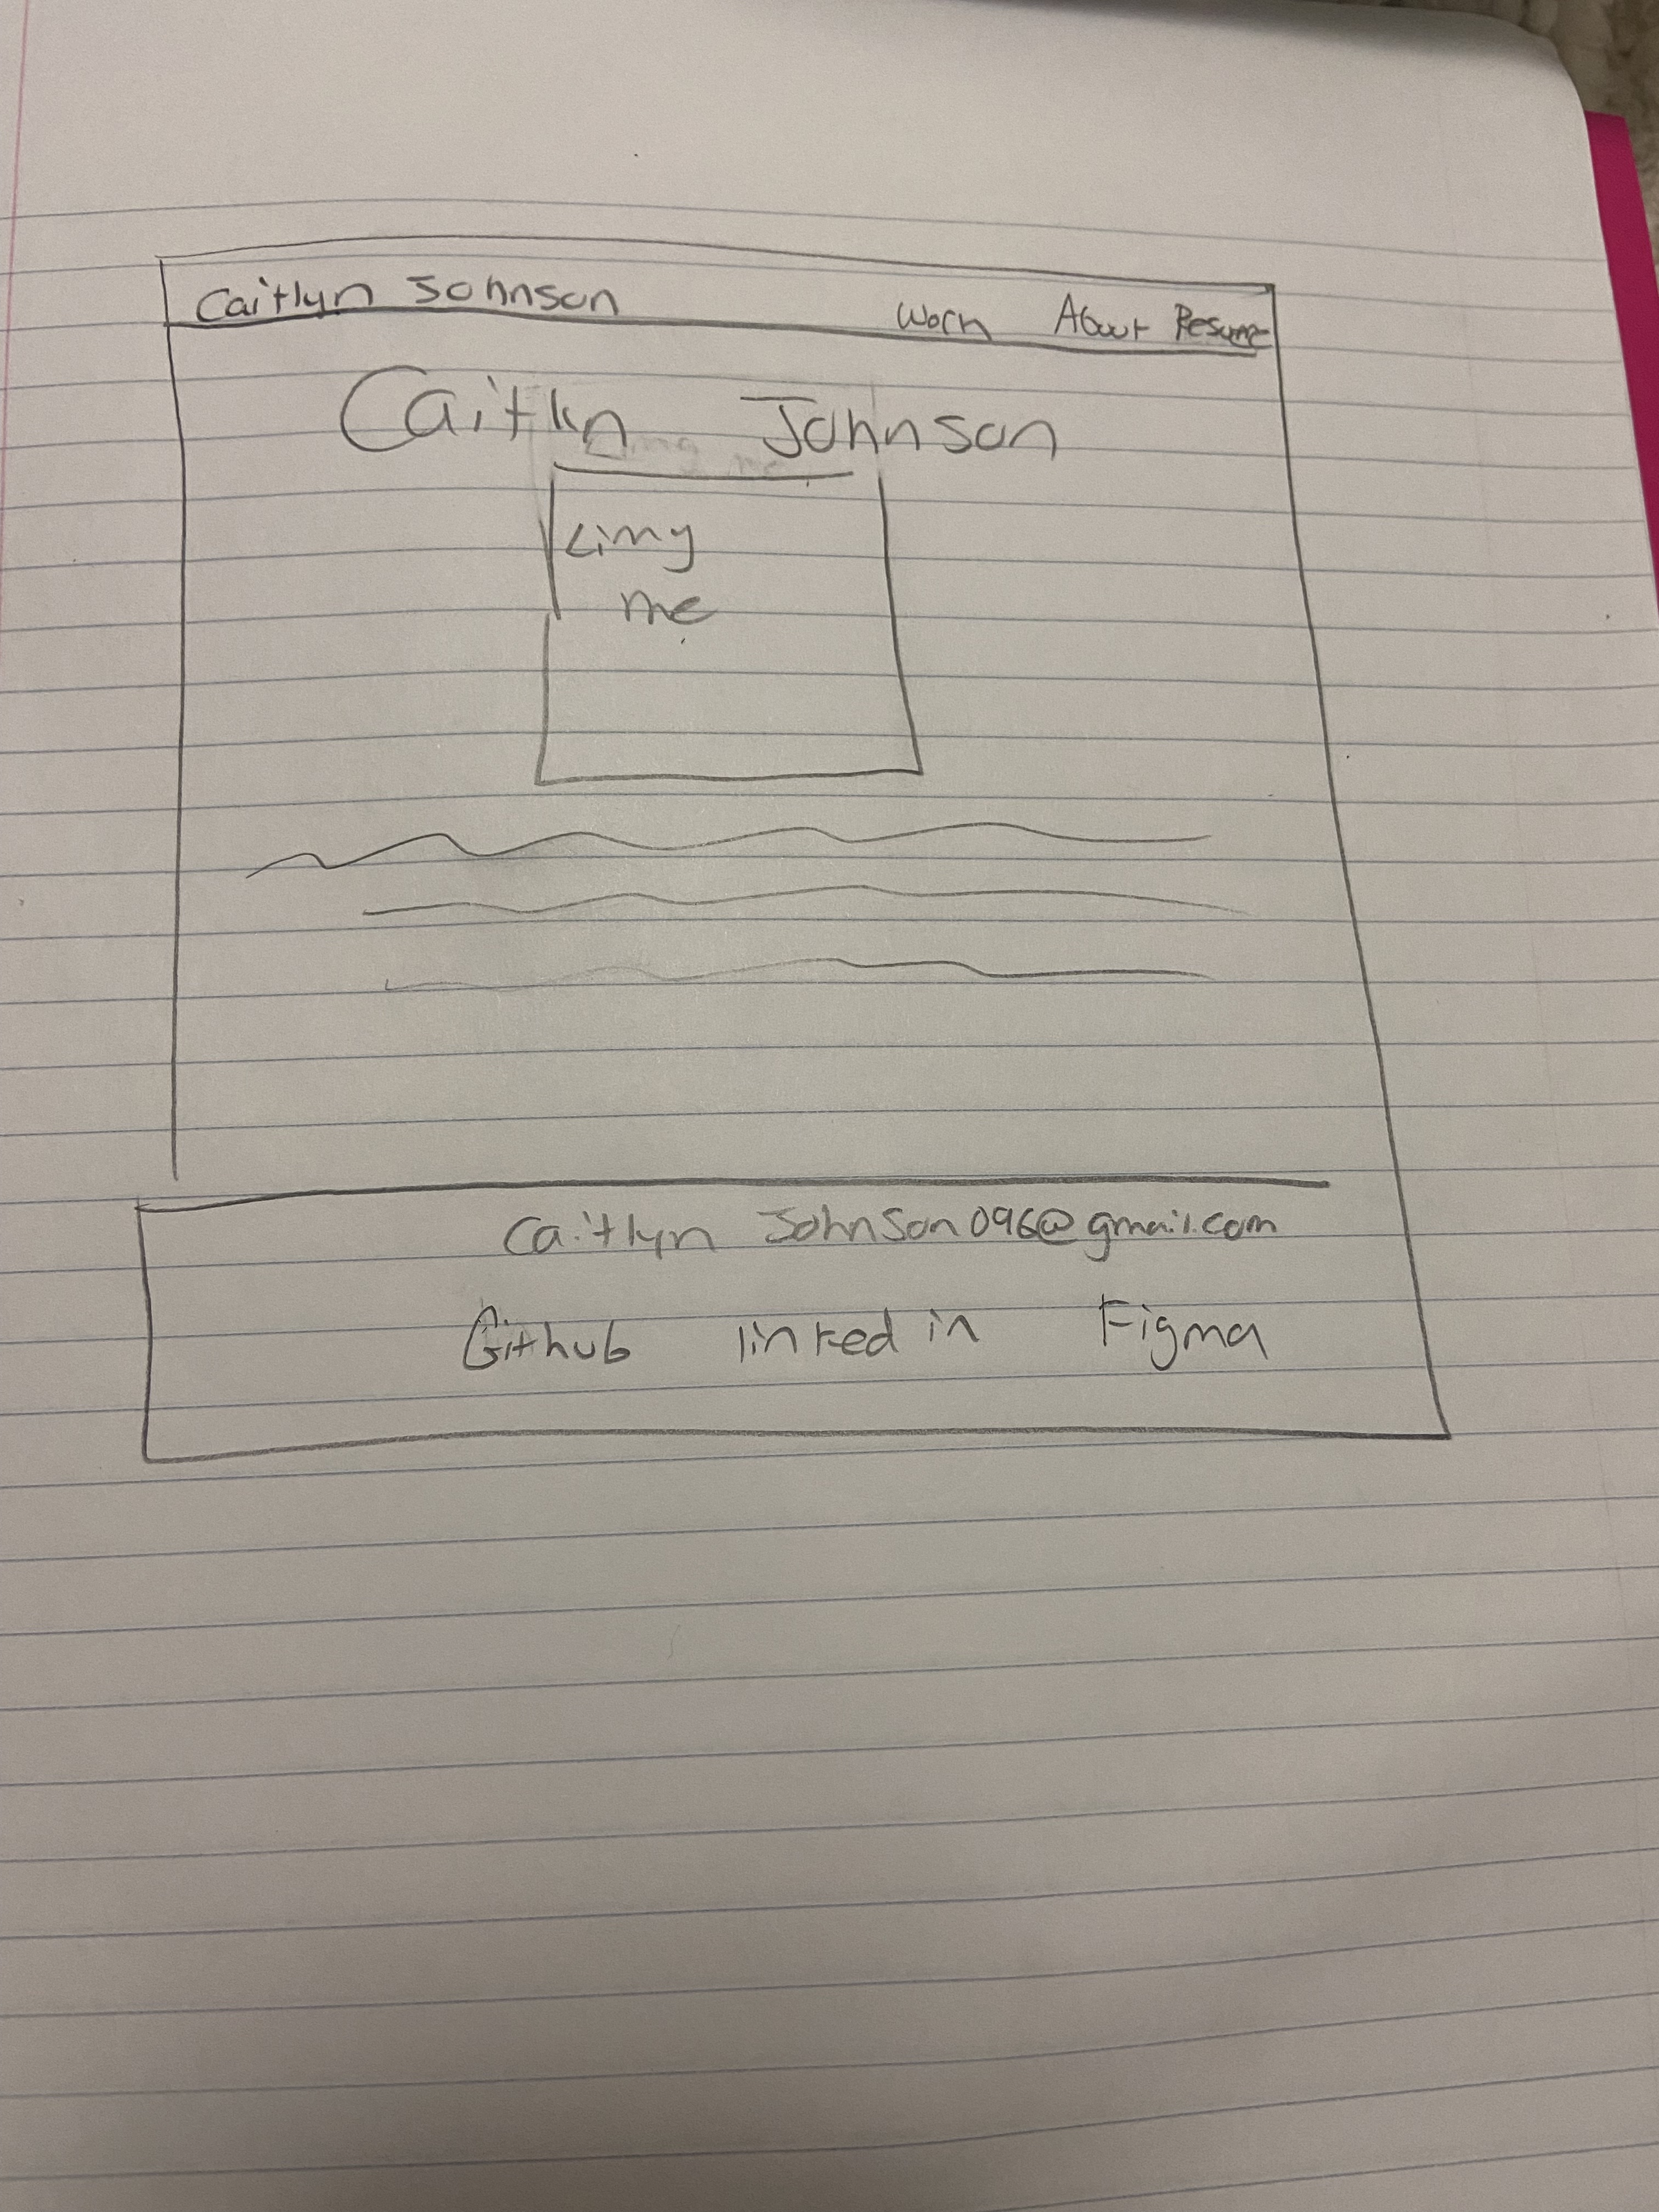 Caitlyn Johnson Work About Resume
Caitlyn Johnson
<img
me
Caitlyn Johnson096@gmail.com
Github linked in Figma